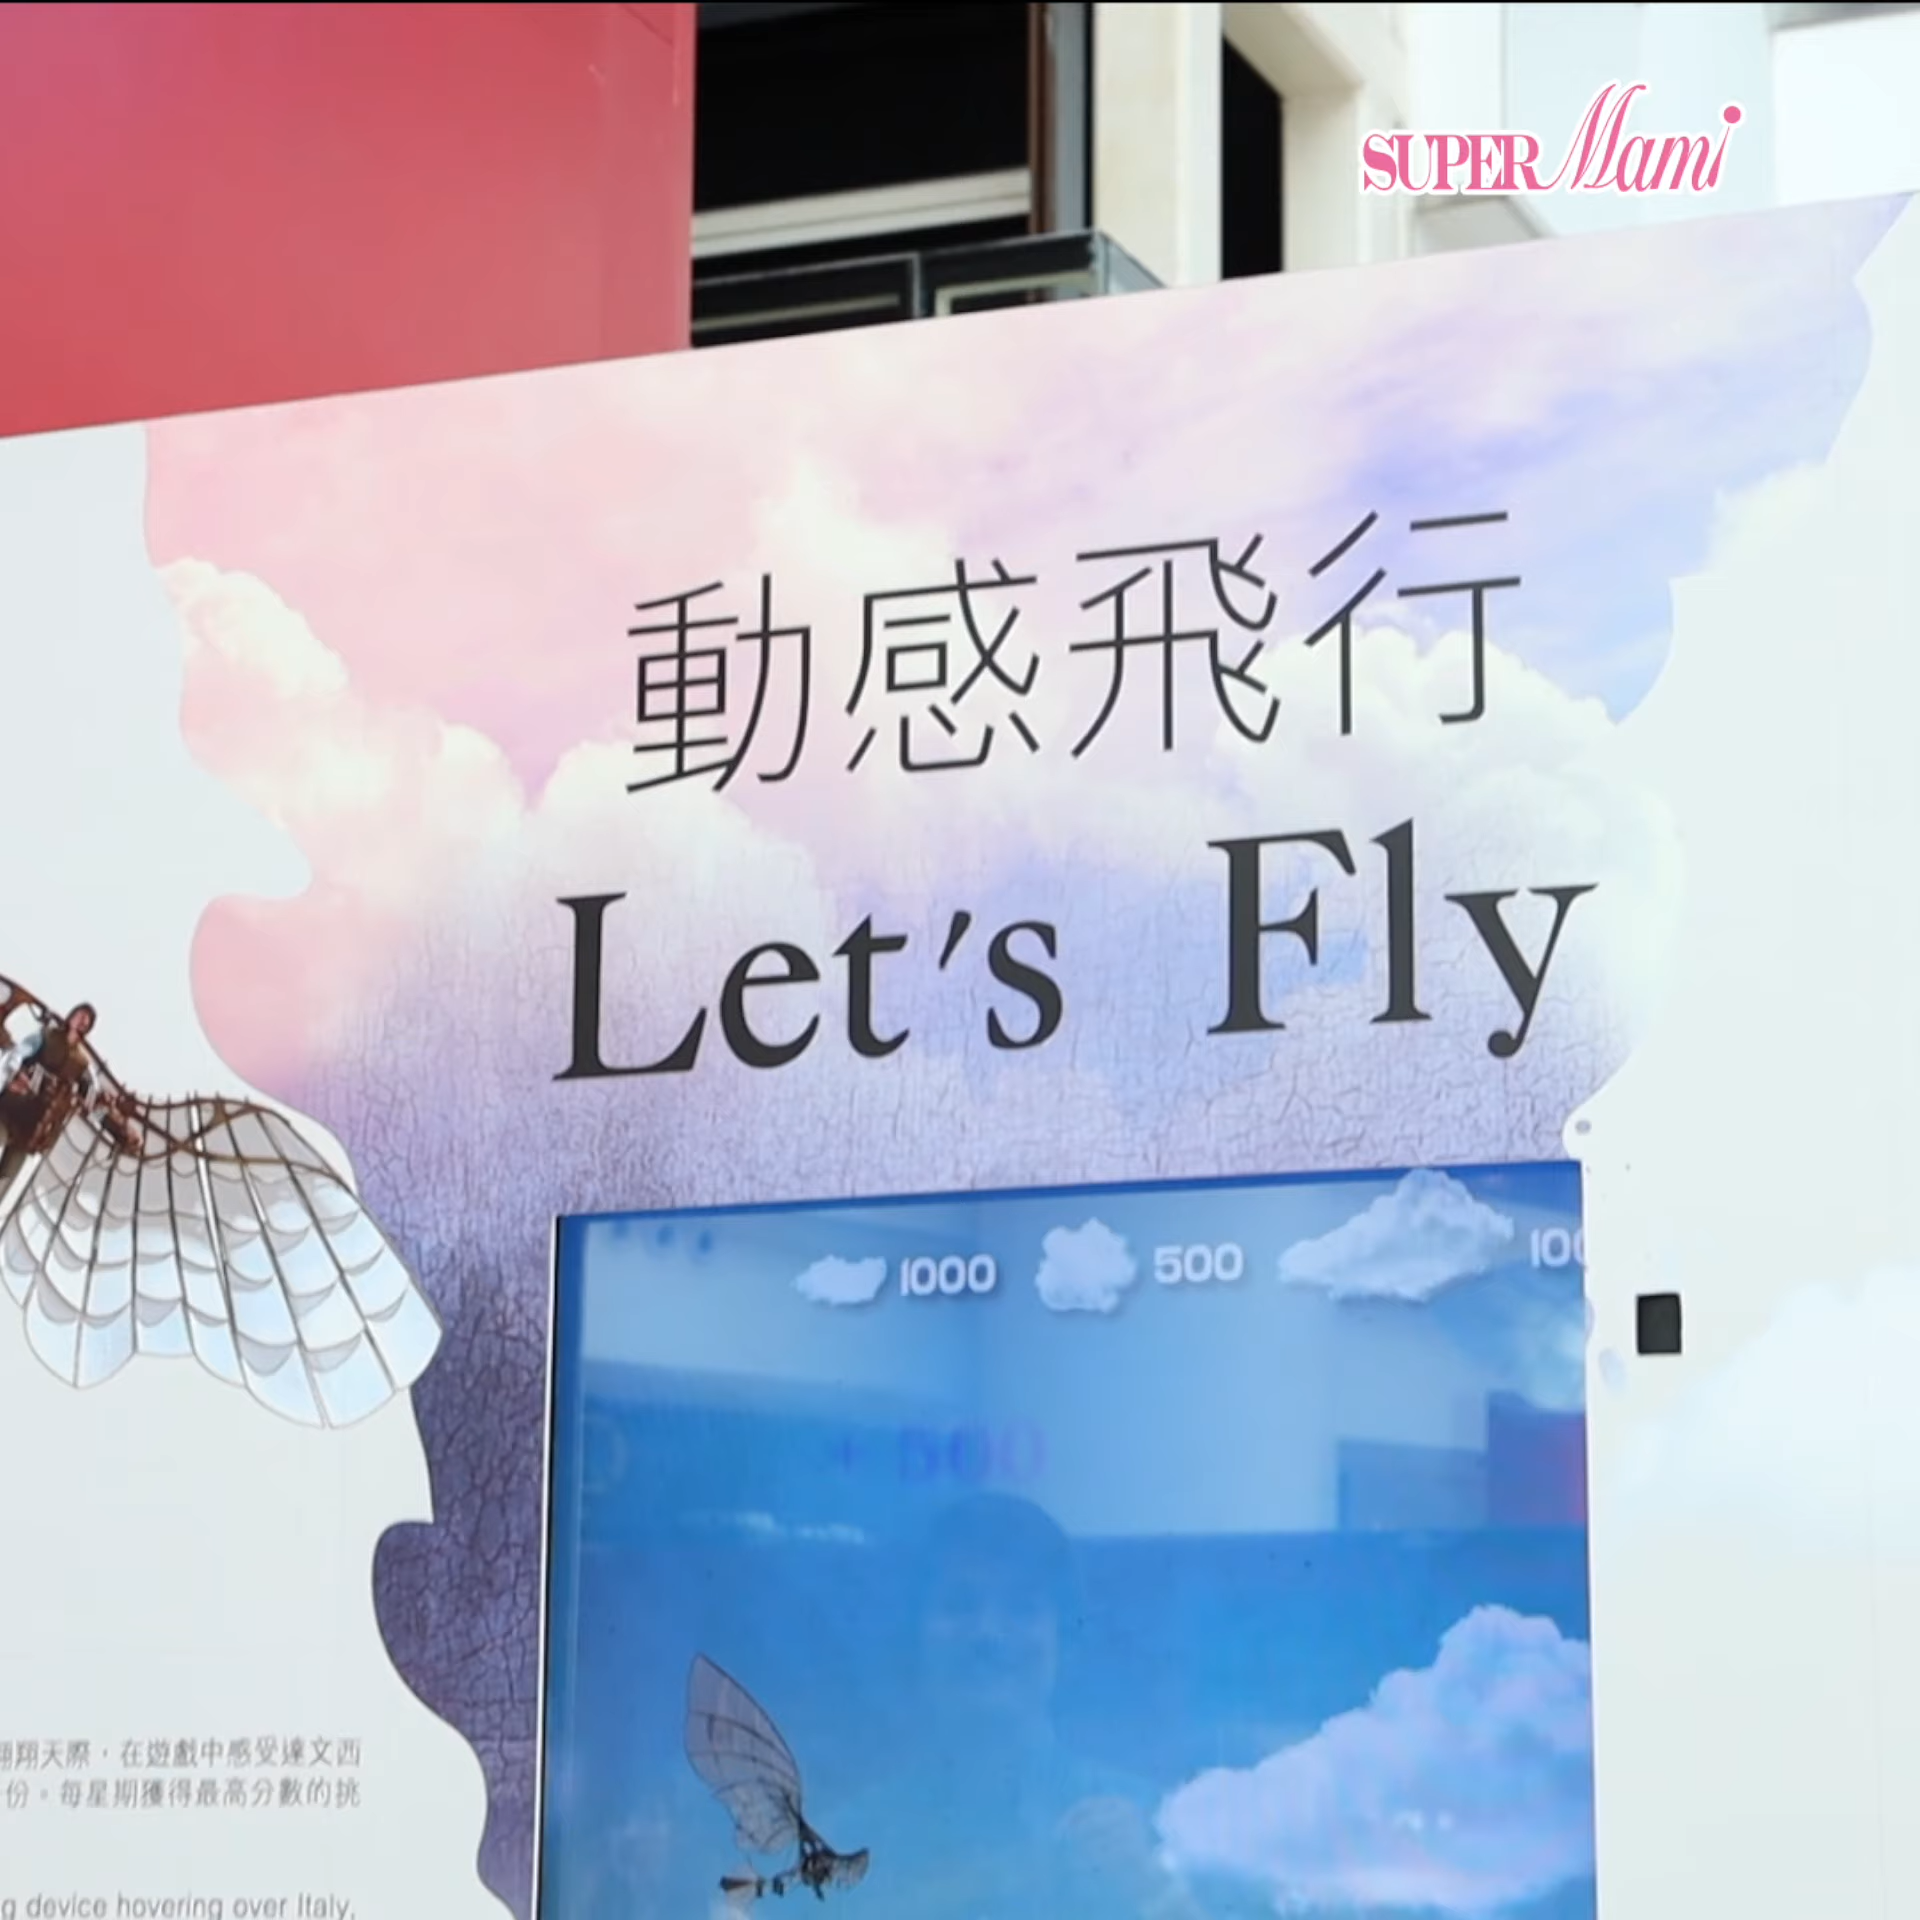 SUPER Mami
動感飛行
Let's Fly
1000 500
+ 500
翔天際，在遊戲中感受達文西
份。每星期獲得最高分數的挑
device hovering over Italy,